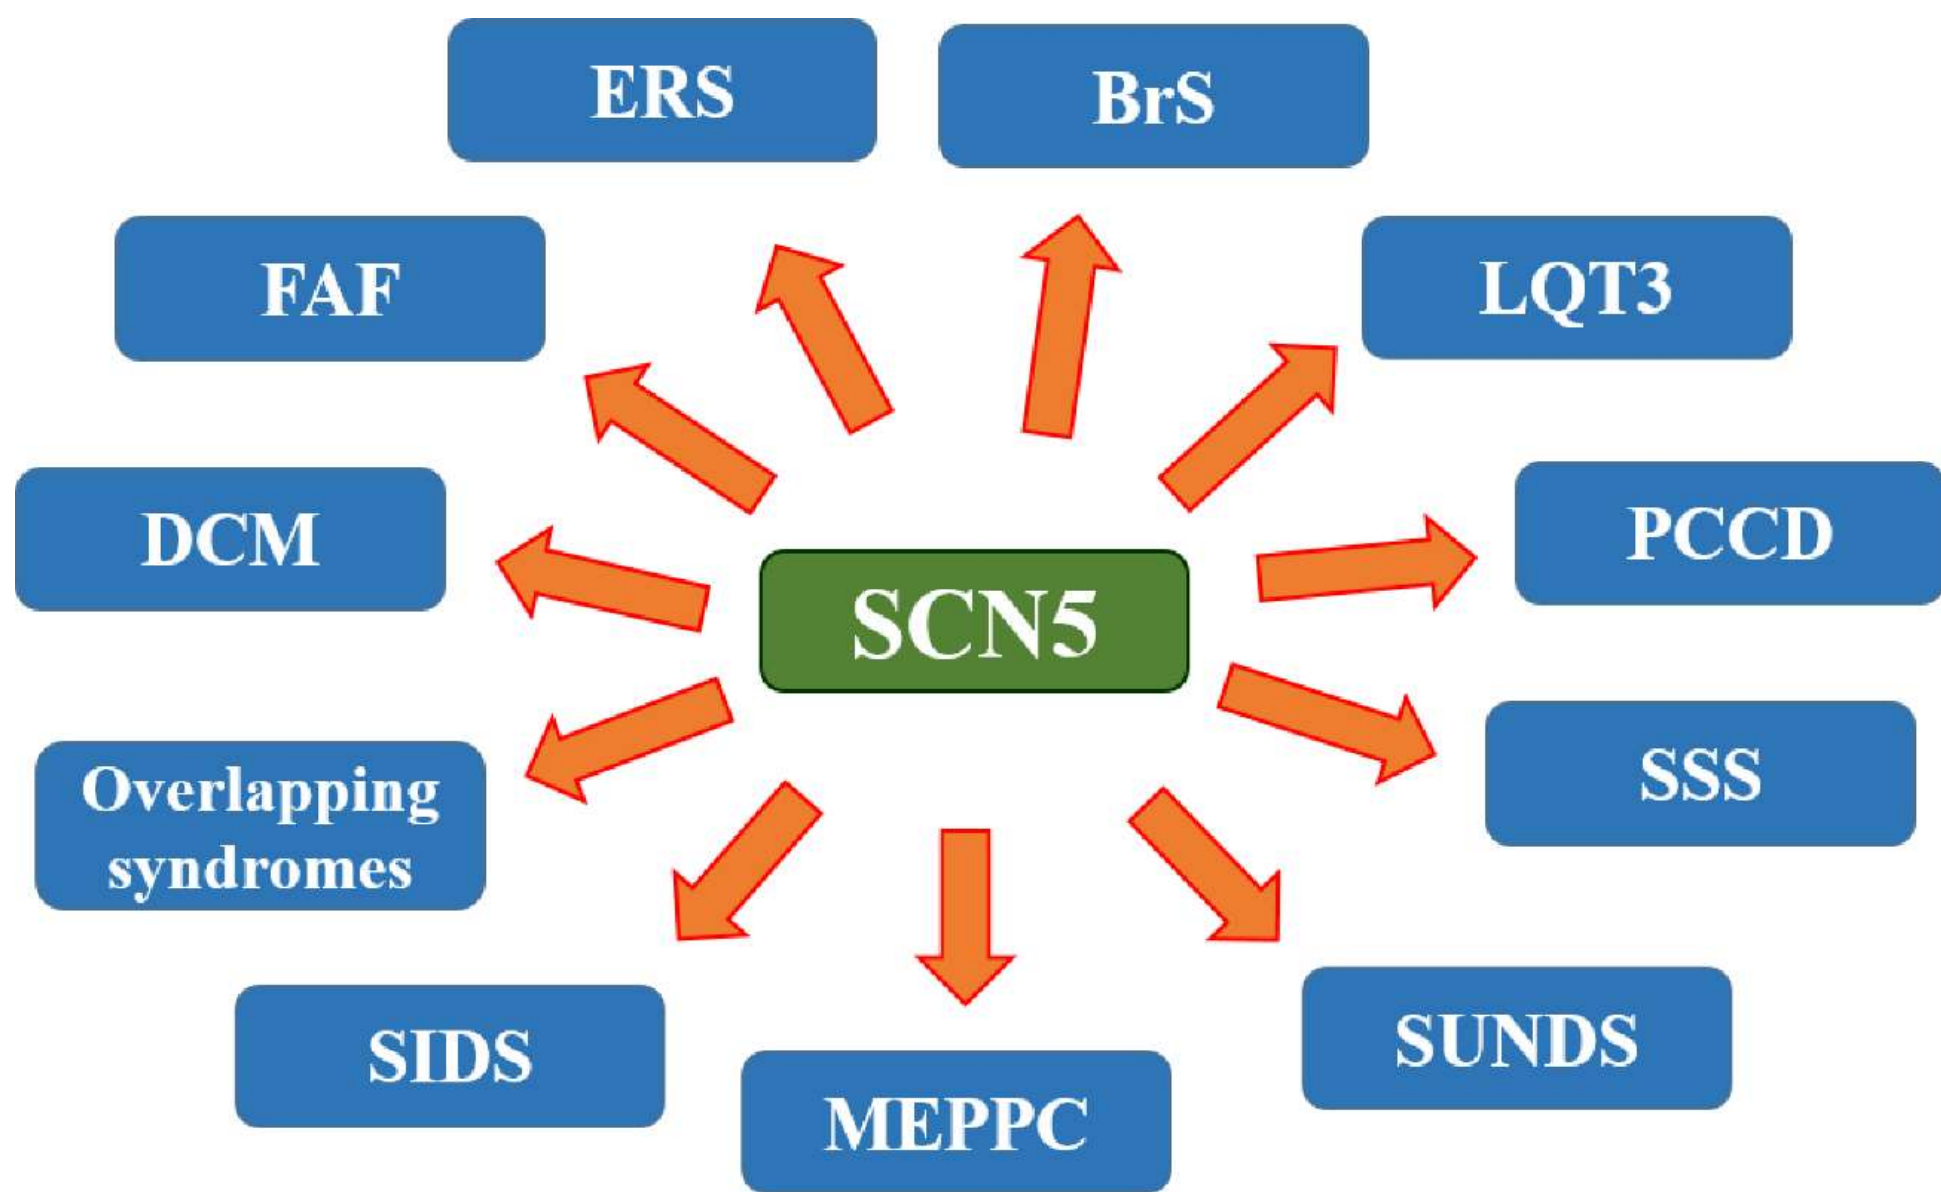 ERS
BrS
FAF
LQT3
DCM
PCCD
SCN5
Overlapping
syndromes
SSS
SIDS
SUNDS
MEPPC